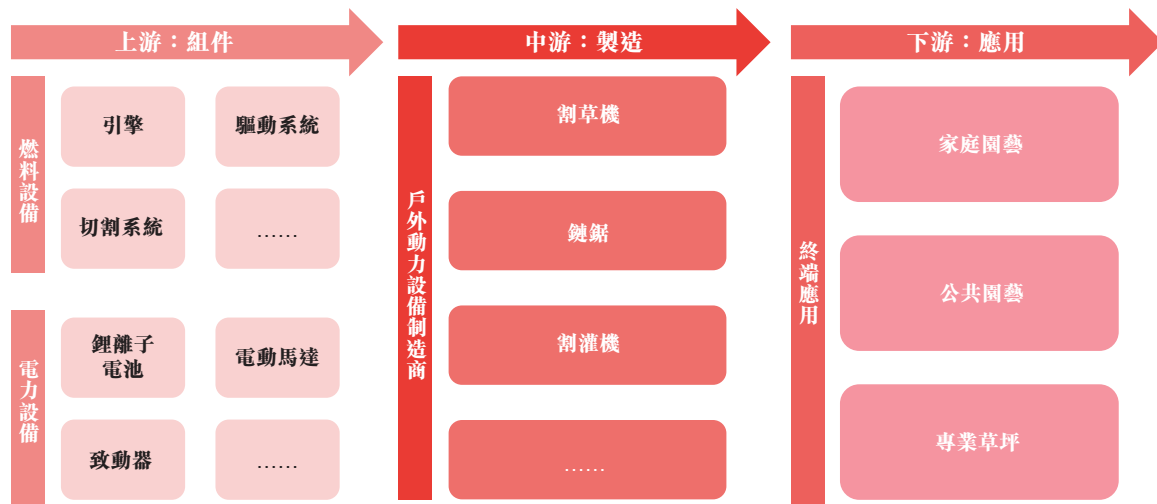 上游：組件
中游：製造
下游：應用
燃料設備
引擎
驅動系統
切割系統
……
電力設備
鋰離子
電池
電動馬達
致動器
……
戶外動力設備制造商
割草機
鏈鋸
割灌機
……
終端應用
家庭園藝
公共園藝
專業草坪